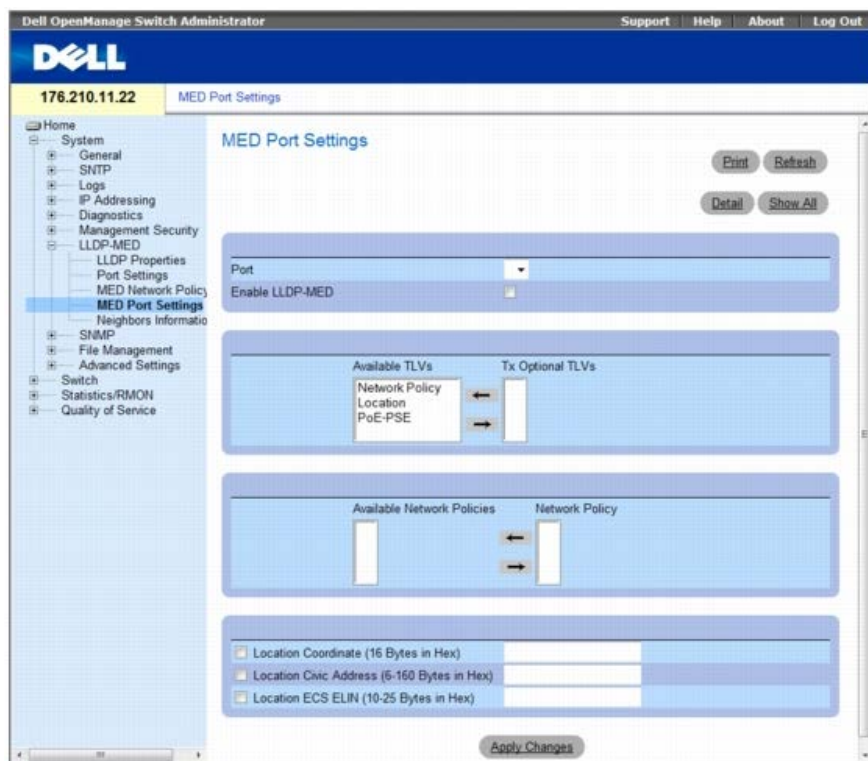 Dell OpenManage Switch Administrator
Support Help About Log Out
DELL
176.210.11.22
MED Port Settings
Home
System
General
SNTP
Logs
IP Addressing
Diagnostics
Management Security
LLDP-MED
LLDP Properties
Port Settings
MED Network Policy
MED Port Settings
Neighbors Informatio
SNMP
File Management
Advanced Settings
Switch
Statistics/RMON
Quality of Service
MED Port Settings
Print Refresh
Detail Show All
Port
Enable LLDP-MED
Available TLVs Tx Optional TLVs
Network Policy
Location
PoE-PSE
Available Network Policies Network Policy
Location Coordinate (16 Bytes in Hex)
Location Civic Address (6-160 Bytes in Hex)
Location ECS ELIN (10-25 Bytes in Hex)
Apply Changes